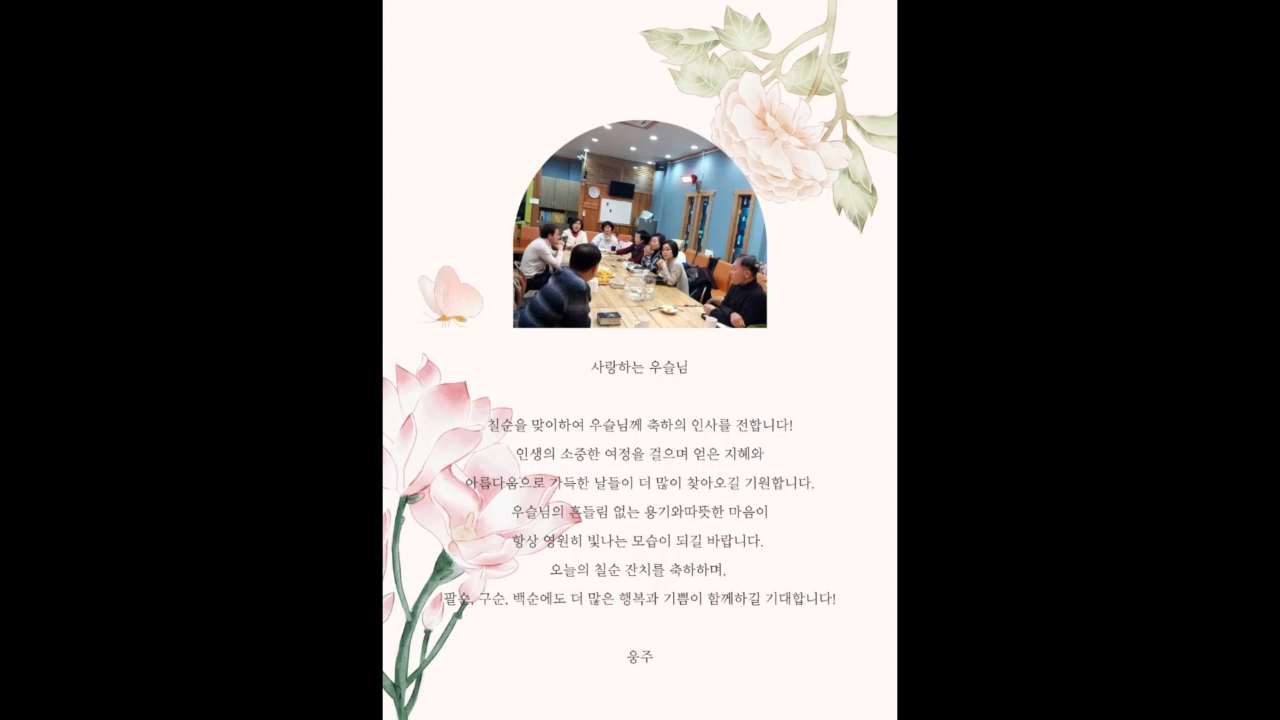 사랑하는 우슬님
칠순을 맞이하여 우슬님께 축하의 인사를 전합니다!
인생의 소중한 여정을 걸으며 얻은 지혜와
아름다움으로 가득한 날들이 더 많이 찾아오길 기원합니다.
우슬님의 흔들림 없는 용기와따뜻한 마음이
항상 영원히 빛나는 모습이 되길 바랍니다.
오늘의 칠순 잔치를 축하하며,
팔순, 구순, 백순에도 더 많은 행복과 기쁨이 함께하길 기대합니다!
웅주